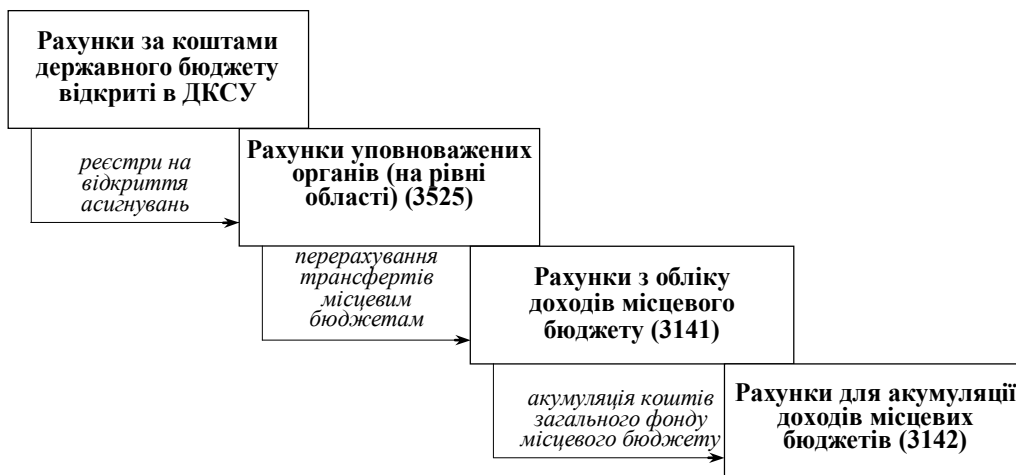 Рахунки за коштами
державного бюджету
відкриті в ДКСУ
реєстри на
відкриття
асигнувань
Рахунки уповноважених
органів (на рівні
області) (3525)
перерахування
трансфертів
місцевим
бюджетам
Рахунки з обліку
доходів місцевого
бюджету (3141)
акумуляція коштів
загального фонду
місцевого бюджету
Рахунки для акумуляції
доходів місцевих
бюджетів (3142)